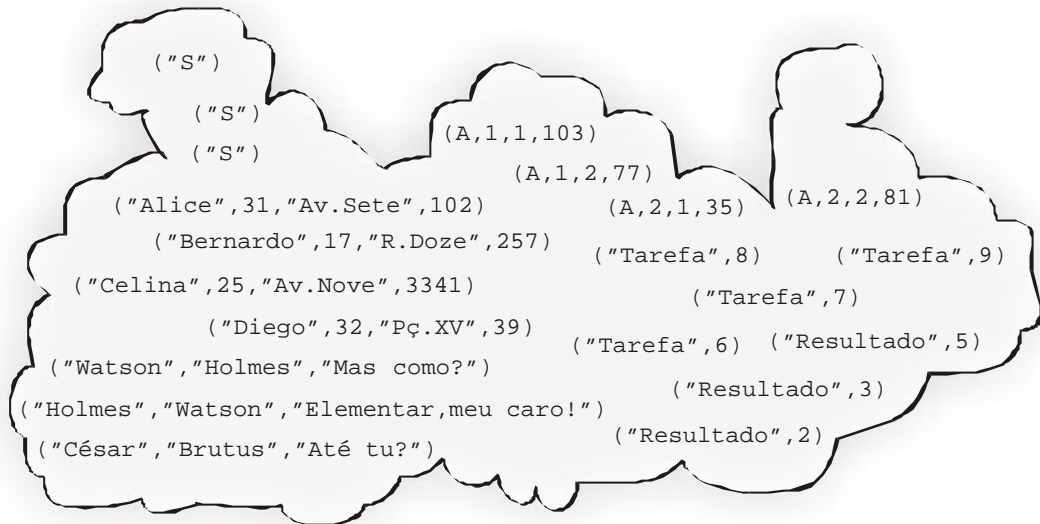 ("S")
("S")
("S")
(A,1,1,103)
(A,1,2,77)
(A,2,1,35)
(A,2,2,81)
("Alice",31,"Av.Sete",102)
("Bernardo",17,"R.Doze",257)
("Celina",25,"Av.Nove",3341)
("Diego",32,"Pç.XV",39)
("Watson","Holmes","Mas como?")
("Holmes","Watson","Elementar,meu caro!")
("César","Brutus","Até tu?")
("Tarefa",8)
("Tarefa",9)
("Tarefa",7)
("Tarefa",6)
("Resultado",5)
("Resultado",3)
("Resultado",2)